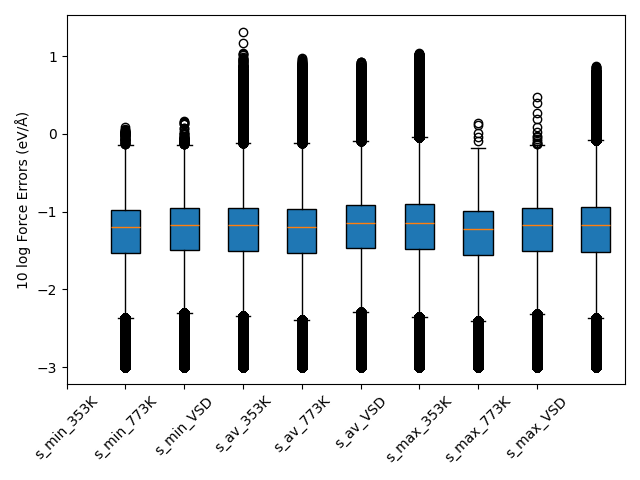 10 log Force Errors (eV/Å)
1
0
−1
−2
−3
s_min_353K
s_min_773K
s_min_VSD
s_av_353K
s_av_773K
s_av_VSD
s_max_353K
s_max_773K
s_max_VSD